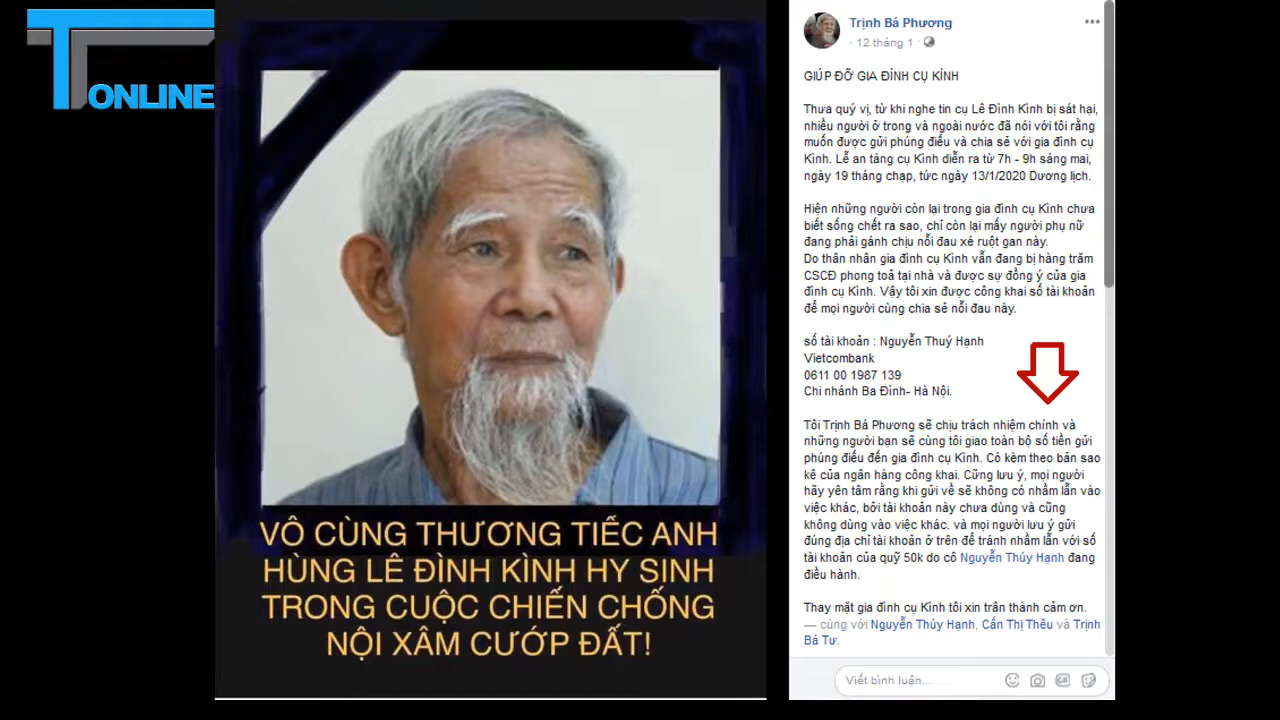 T ONLINE
VÔ CÙNG THƯƠNG TIẾC ANH
HÙNG LÊ ĐÌNH KÌNH HY SINH
TRONG CUỘC CHIẾN CHỐNG
NỘI XÂM CƯỚP ĐẤT!
Trịnh Bá Phương
· 12 tháng 1 ·
GIÚP ĐỠ GIA ĐÌNH CỤ KÌNH
Thưa quý vị, từ khi nghe tin cụ Lê Đình Kình bị sát hại,
nhiều người ở trong và ngoài nước đã nói với tôi rằng
muốn được gửi phúng điếu và chia sẻ với gia đình cụ
Kình. Lễ an táng cụ Kình diễn ra từ 7h - 9h sáng mai,
ngày 19 tháng chạp, tức ngày 13/1/2020 Dương lịch.
Hiện những người còn lại trong gia đình cụ Kình chưa
biết sống chết ra sao, chỉ còn lại mấy người phụ nữ
đang phải gánh chịu nỗi đau xé ruột gan này.
Do thân nhân gia đình cụ Kình vẫn đang bị hàng trăm
CSCĐ phong toả tại nhà và được sự đồng ý của gia
đình cụ Kình. Vậy tôi xin được công khai số tài khoản
để mọi người cùng chia sẻ nỗi đau này.
số tài khoản : Nguyễn Thuý Hạnh
Vietcombank
0611 00 1987 139
Chi nhánh Ba Đình- Hà Nội.
Tôi Trịnh Bá Phương sẽ chịu trách nhiệm chính và
những người bạn sẽ cùng tôi giao toàn bộ số tiền gửi
phúng điếu đến gia đình cụ Kình. Có kèm theo bản sao
kê của ngân hàng công khai. Cững lưu ý, mọi người
hãy yên tâm rằng khi gửi về sẽ không có nhầm lẫn vào
việc khác, bởi tài khoản này chưa dùng và cũng
không dùng vào việc khác. và mọi người lưu ý gửi
đúng địa chỉ tài khoản ở trên để tránh nhầm lẫn với số
tài khoản của quỹ 50k do cô Nguyễn Thúy Hạnh đang
điều hành.
Thay mặt gia đình cụ Kình tôi xin trân thành cảm ơn.
— cùng với Nguyễn Thúy Hạnh, Cấn Thị Thêu và Trịnh
Bá Tư.
Viết bình luận...